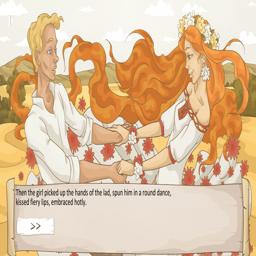 Then the girl picked up the hands of the lad, spun him in a round dance,
kissed fiery lips, embraced hotly.
>>